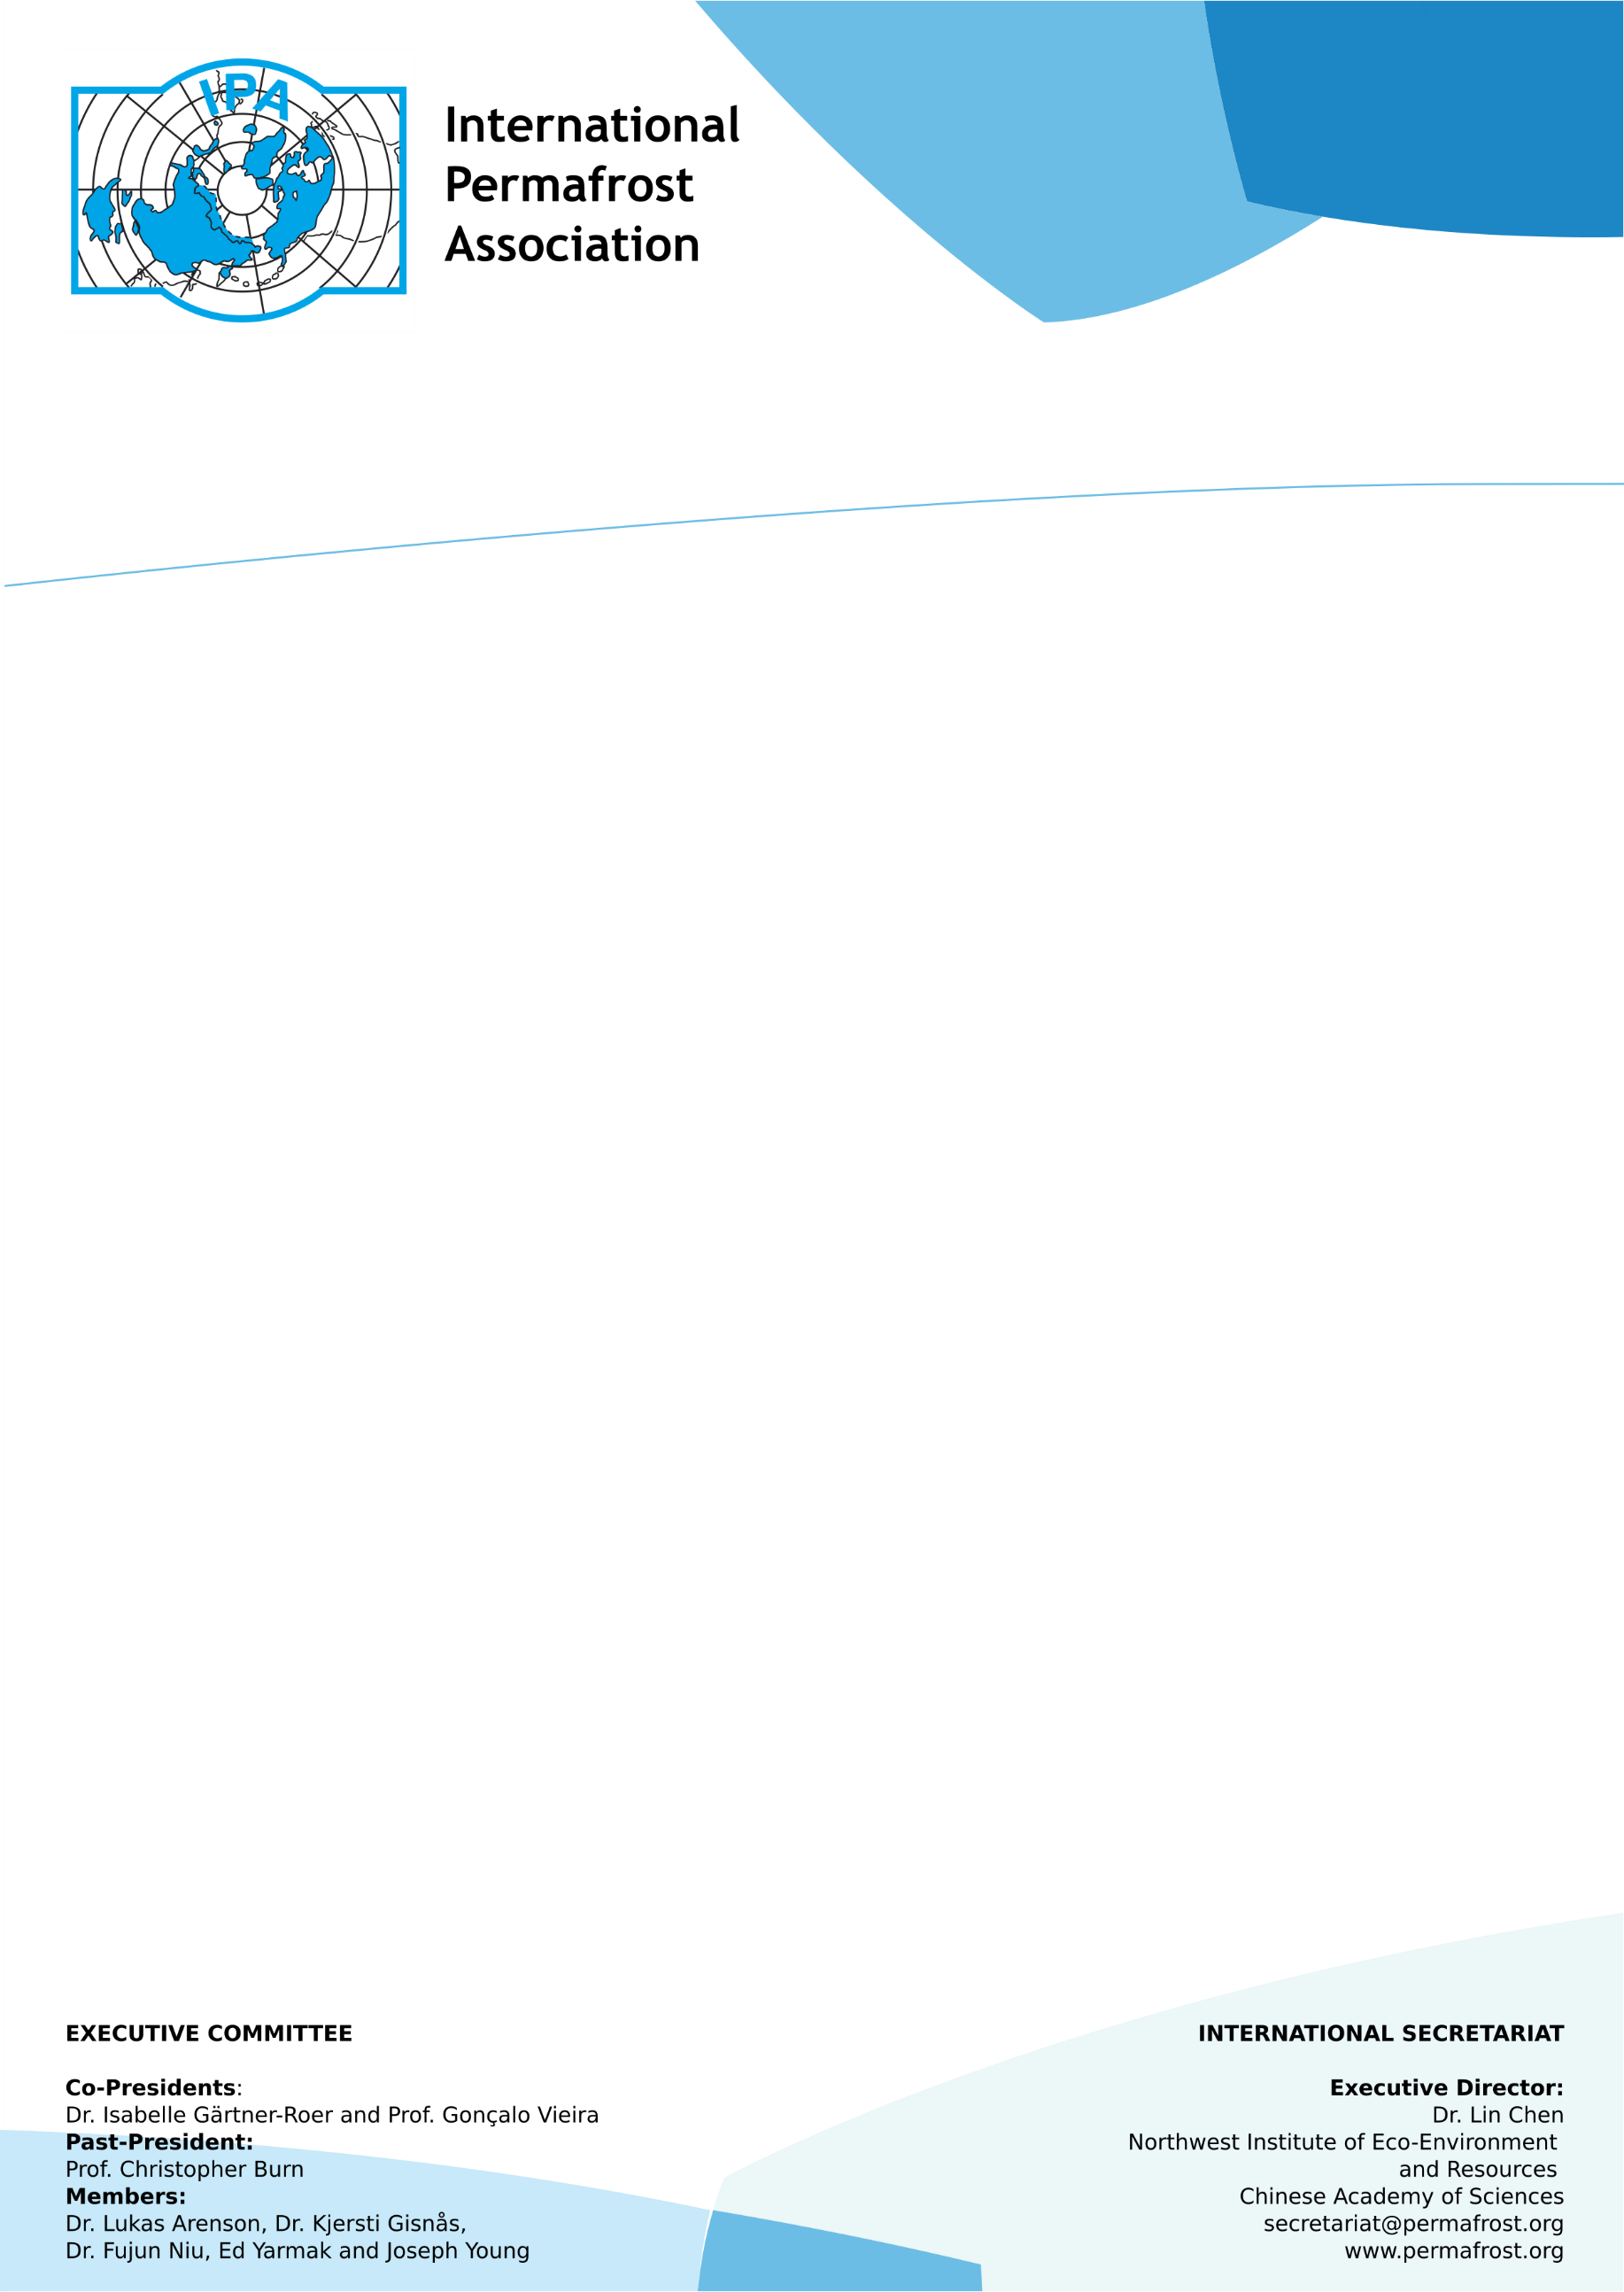 IPA
International
Permafrost
Association
EXECUTIVE COMMITTEE
Co-Presidents:
Dr. Isabelle Gärtner-Roer and Prof. Gonçalo Vieira
Past-President:
Prof. Christopher Burn
Members:
Dr. Lukas Arenson, Dr. Kjersti Gisnås,
Dr. Fujun Niu, Ed Yarmak and Joseph Young
INTERNATIONAL SECRETARIAT
Executive Director:
Dr. Lin Chen
Northwest Institute of Eco-Environment
and Resources
Chinese Academy of Sciences
secretariat@permafrost.org
www.permafrost.org